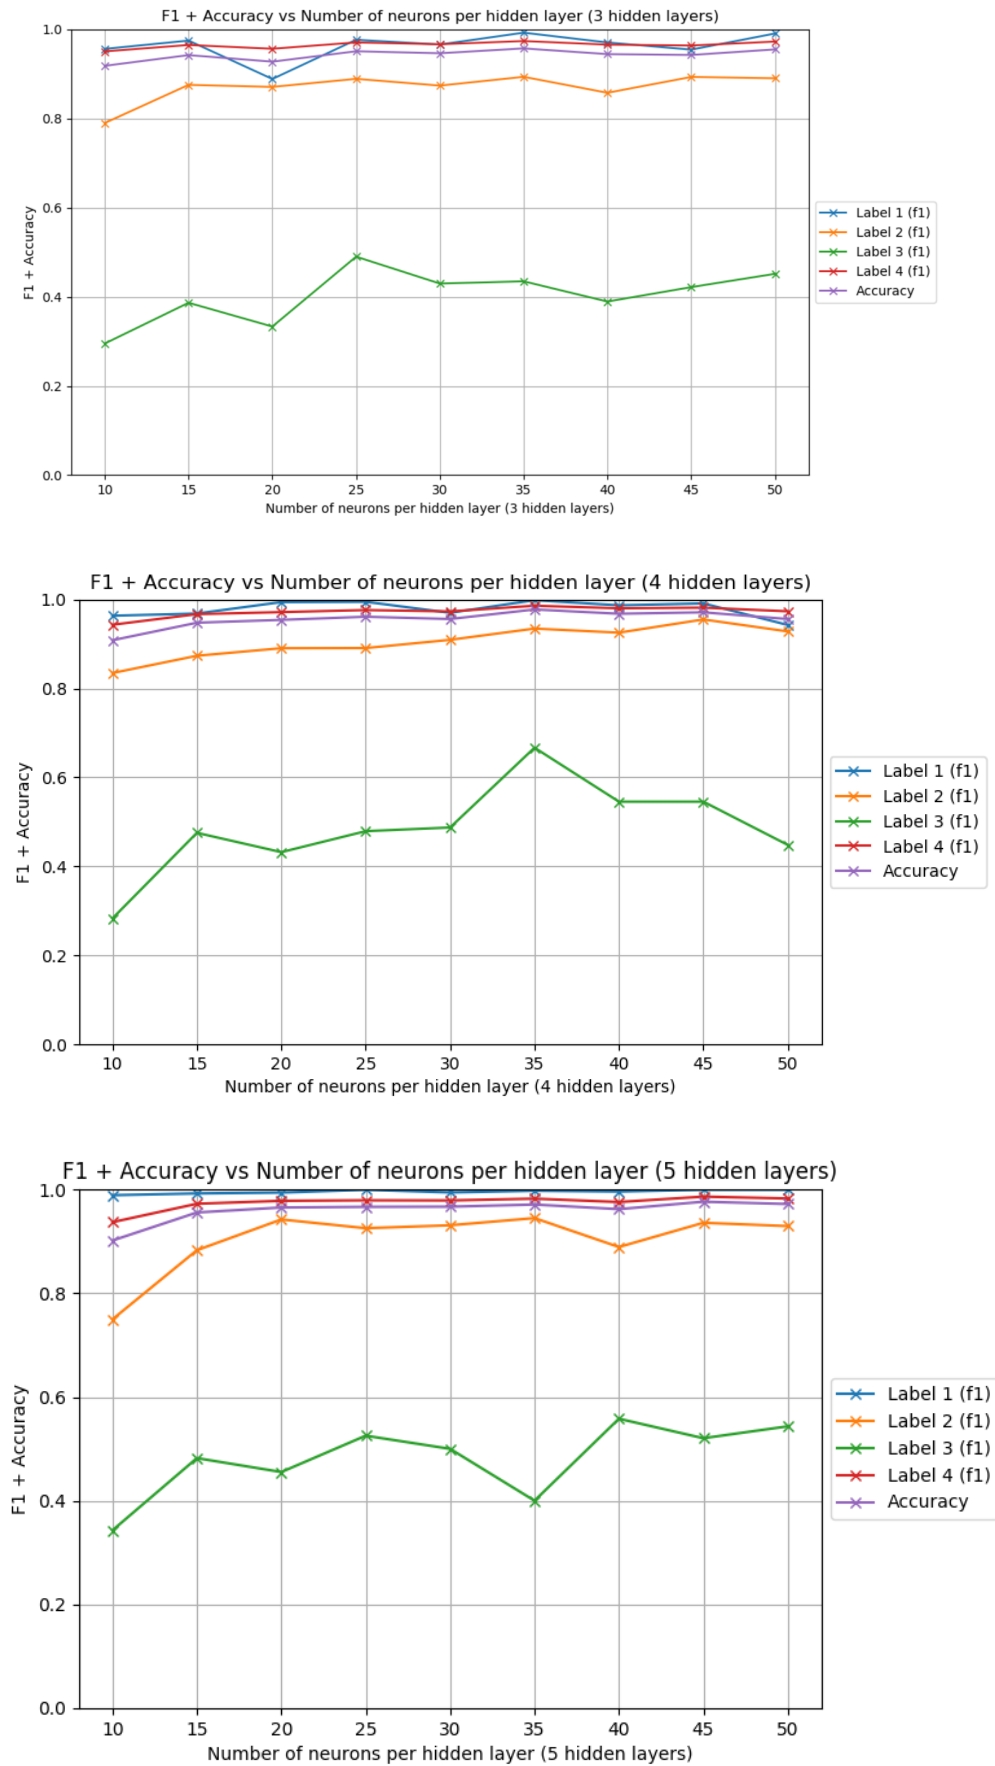 F1 + Accuracy vs Number of neurons per hidden layer (3 hidden layers)
1.0
0.8
0.6
0.4
0.2
0.0
F1 + Accuracy
10 15 20 25 30 35 40 45 50
Number of neurons per hidden layer (3 hidden layers)
Label 1 (f1)
Label 2 (f1)
Label 3 (f1)
Label 4 (f1)
Accuracy
F1 + Accuracy vs Number of neurons per hidden layer (4 hidden layers)
1.0
0.8
0.6
0.4
0.2
0.0
F1 + Accuracy
10 15 20 25 30 35 40 45 50
Number of neurons per hidden layer (4 hidden layers)
Label 1 (f1)
Label 2 (f1)
Label 3 (f1)
Label 4 (f1)
Accuracy
F1 + Accuracy vs Number of neurons per hidden layer (5 hidden layers)
1.0
0.8
0.6
0.4
0.2
0.0
F1 + Accuracy
10 15 20 25 30 35 40 45 50
Number of neurons per hidden layer (5 hidden layers)
Label 1 (f1)
Label 2 (f1)
Label 3 (f1)
Label 4 (f1)
Accuracy